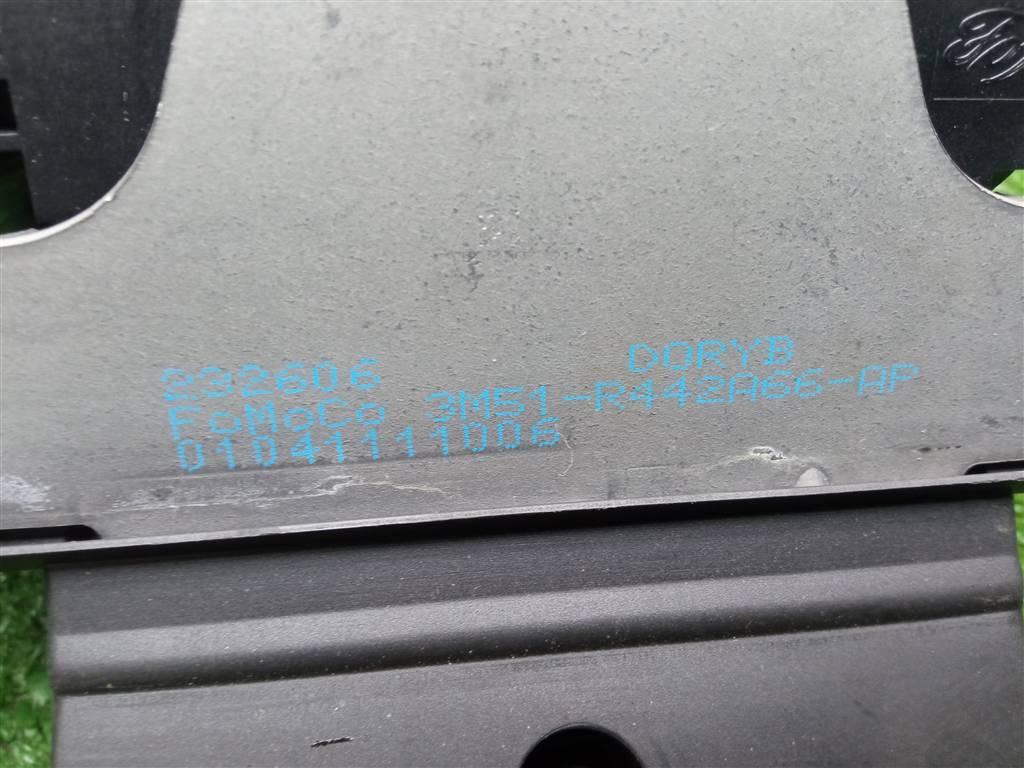 232606 DORYB
FoMoCo 3M51-R442A66-AP
01041111006